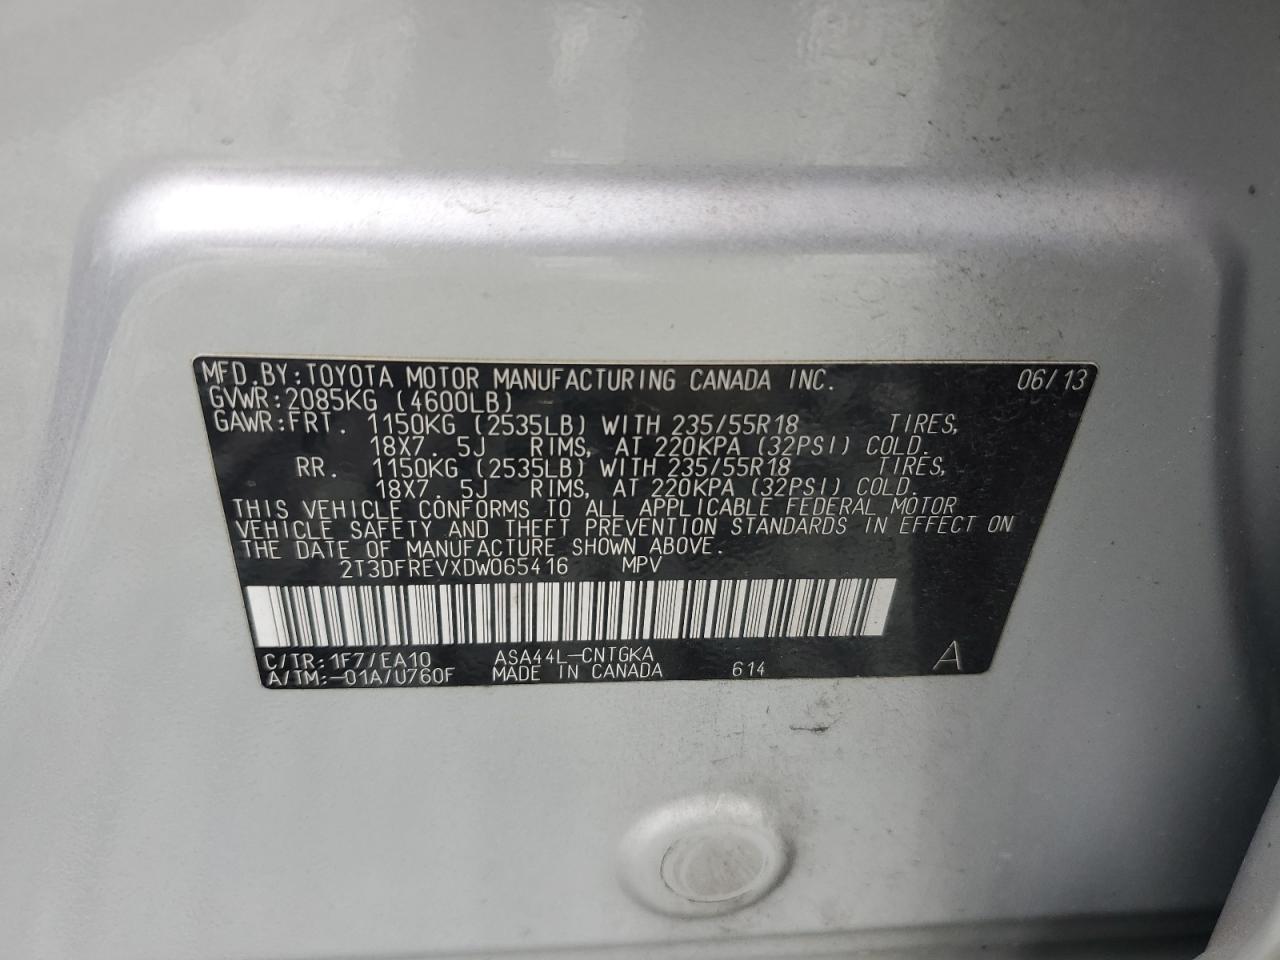 MFD.BY:TOYOTA MOTOR MANUFACTURING CANADA INC. 06/13
GVWR:2085KG (4600LB)
GAWR:FRT. 1150KG (2535LB) WITH 235/55R18 TIRES,
18X7.5J RIMS, AT 220KPA (32PSI) COLD.
RR. 1150KG (2535LB) WITH 235/55R18 TIRES,
18X7.5J RIMS, AT 220KPA (32PSI) COLD.
THIS VEHICLE CONFORMS TO ALL APPLICABLE FEDERAL MOTOR
VEHICLE SAFETY AND THEFT PREVENTION STANDARDS IN EFFECT ON
THE DATE OF MANUFACTURE SHOWN ABOVE.
2T3DFREVXDW065416 MPV
C/TR:1F7/EA10 ASA44L-CNTGKA A
A/TM:-01A/U760F MADE IN CANADA 614